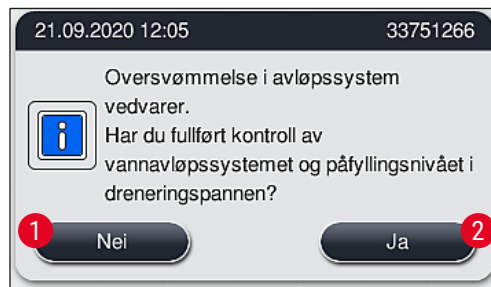 21.09.2020 12:05 33751266
Oversvømmelse i avløpssystem
vedvarer.
Har du fullført kontroll av
vannavløpssystemet og påfyllingsnivået i
dreneringspannen?
1 Nei Ja 2